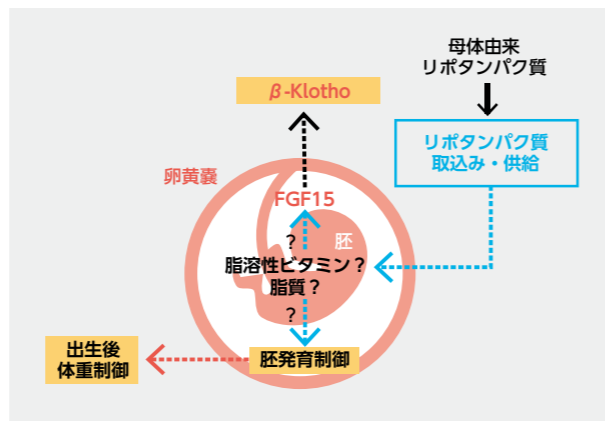 母体由来
リポタンパク質
β-Klotho
リポタンパク質
取込み・供給
卵黄嚢
FGF15
?
胚
脂溶性ビタミン?
脂質?
?
出生後
体重制御
胚発育制御